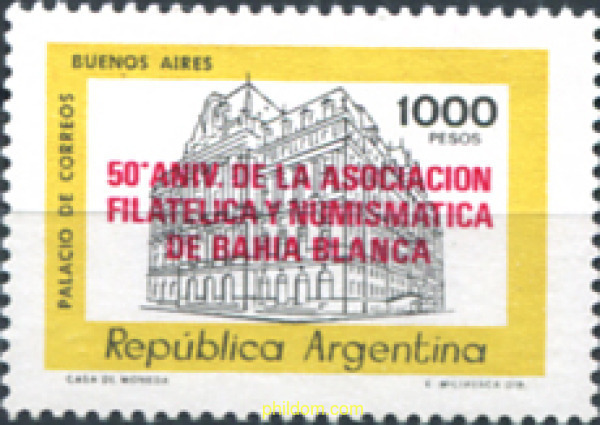 BUENOS AIRES
PALACIO DE CORREOS
1000
PESOS
50° ANIV. DE LA ASOCIACION
FILATELICA Y NUMISMATICA
DE BAHIA BLANCA
República Argentina
CASA DE MONEDA
phildom.com